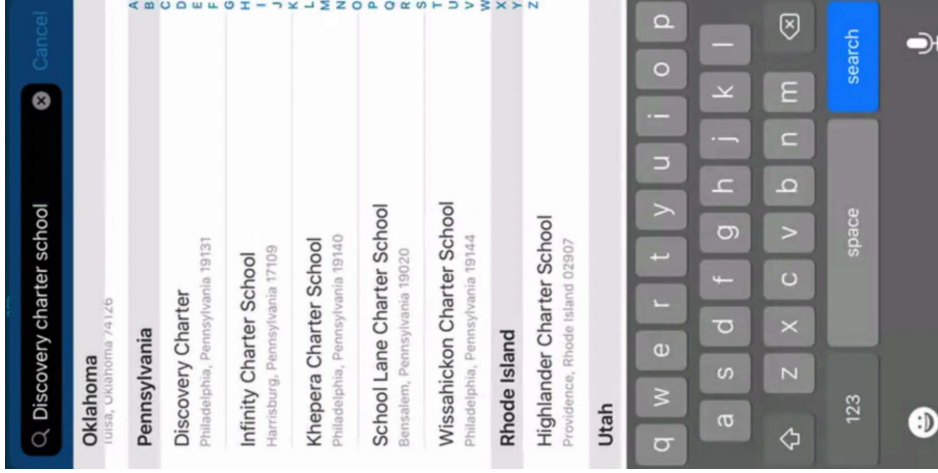 Discovery charter school
Cancel
Oklahoma
Tulsa, Oklahoma 74126
Pennsylvania
Discovery Charter
Philadelphia, Pennsylvania 19131
Infinity Charter School
Harrisburg, Pennsylvania 17109
Khepera Charter School
Philadelphia, Pennsylvania 19140
School Lane Charter School
Bensalem, Pennsylvania 19020
Wissahickon Charter School
Philadelphia, Pennsylvania 19144
Rhode Island
Highlander Charter School
Providence, Rhode Island 02907
Utah
A
B
C
D
E
F
G
H
I
J
K
L
M
N
O
P
Q
R
S
T
U
V
W
X
Y
Z
q w e r t y u i o p
a s d f g h j k l
z x c v b n m
123 space search